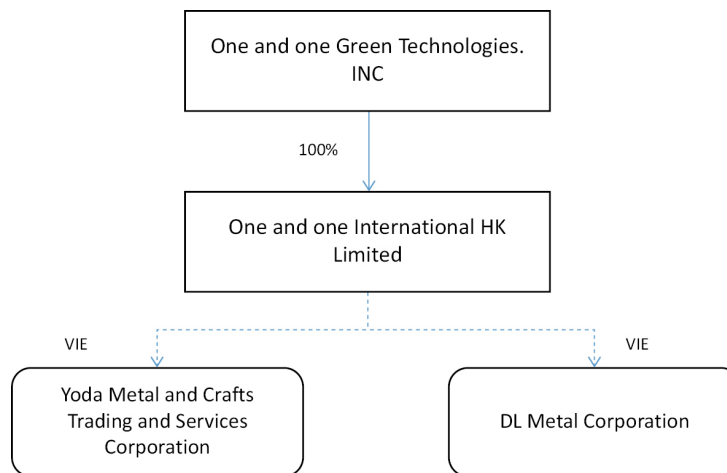 One and one Green Technologies.
INC
100%
One and one International HK
Limited
VIE
VIE
Yoda Metal and Crafts
Trading and Services
Corporation
DL Metal Corporation